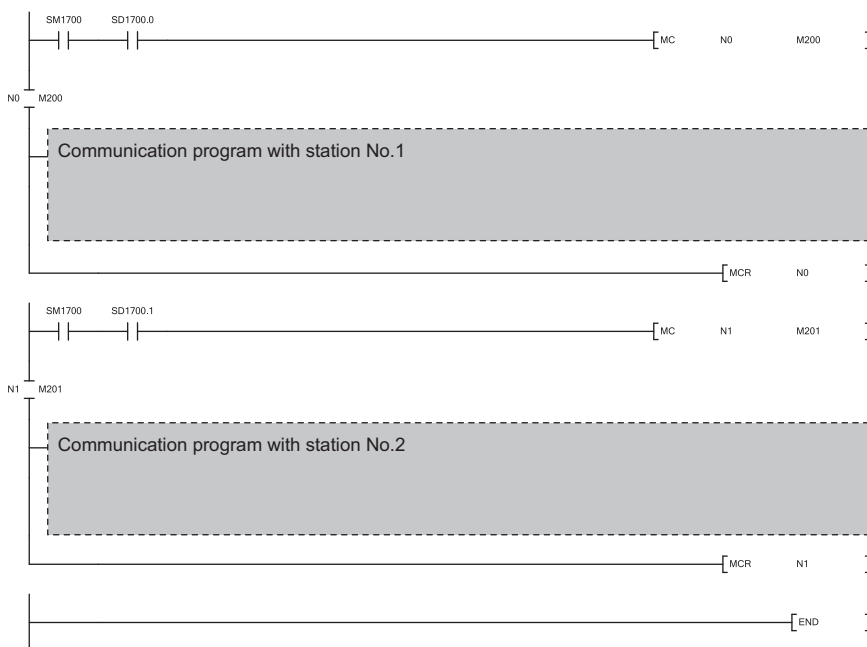 SM1700 SD1700.0
MC N0 M200
N0 M200
Communication program with station No.1
MCR N0
SM1700 SD1700.1
MC N1 M201
N1 M201
Communication program with station No.2
MCR N1
END